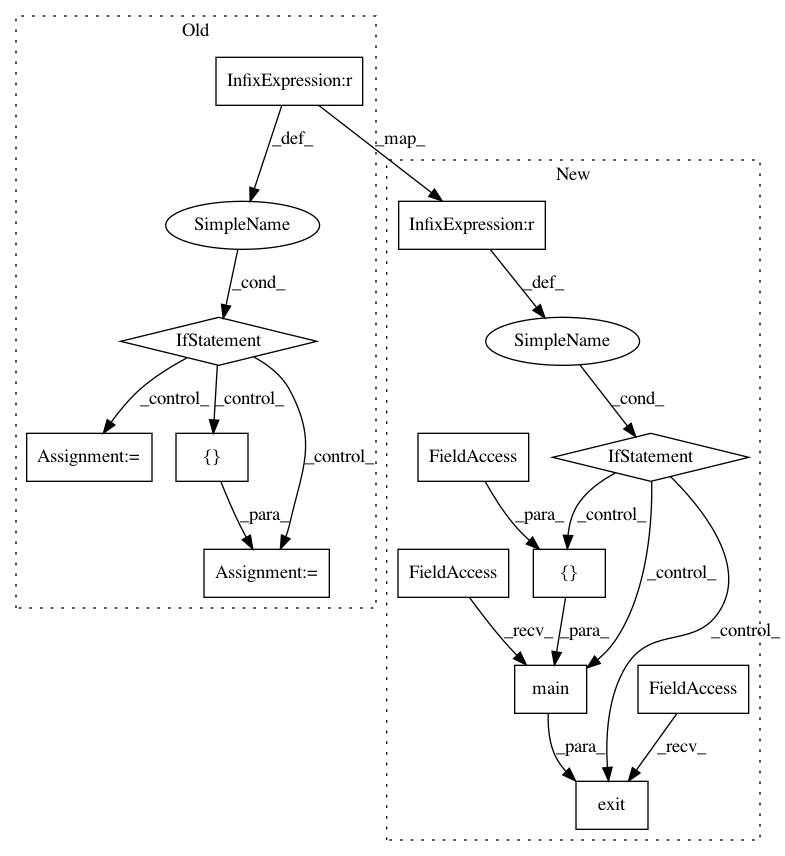 Old
InfixExpression:r
_def_
_map_
New
SimpleName
InfixExpression:r
_cond_
_def_
IfStatement
SimpleName
_control_
_control_
_cond_
Assignment:=
{}
_control_
FieldAccess
IfStatement
_para_
_para_
_control_
Assignment:=
FieldAccess
{}
_control_
_recv_
_para_
_control_
main
FieldAccess
_para_
_recv_
exit